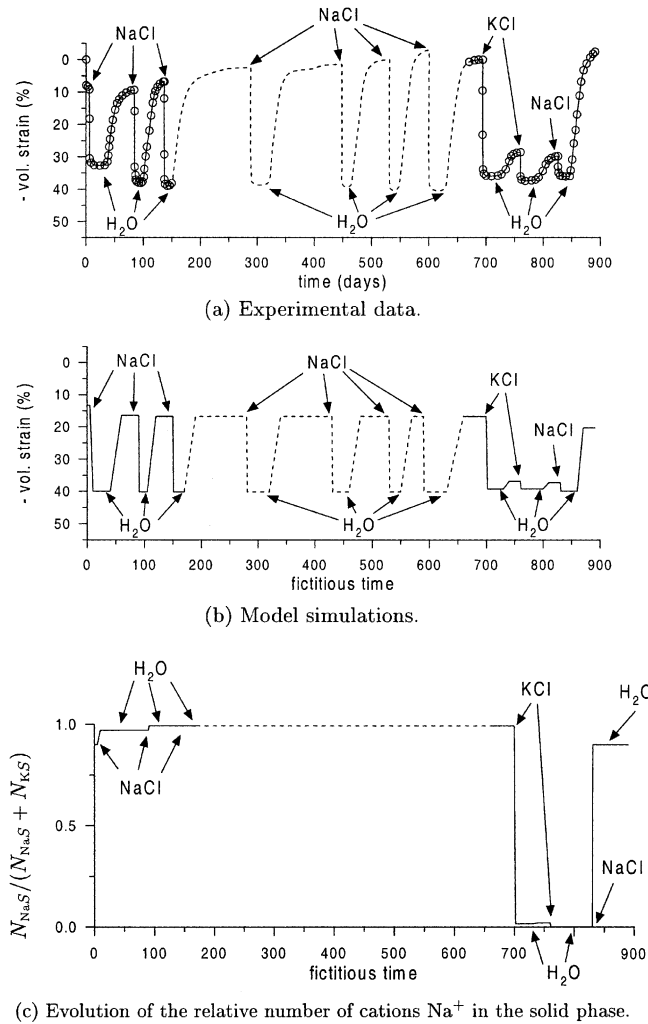 NaCl
NaCl
KCl
NaCl
- vol. strain (%)
0
10
20
30
40
50
H2O
H2O
H2O
0 100 200 300 400 500 600 700 800 900
time (days)
(a) Experimental data.
NaCl
NaCl
KCl
NaCl
- vol. strain (%)
0
10
20
30
40
50
H2O
H2O
H2O
0 100 200 300 400 500 600 700 800 900
fictitious time
(b) Model simulations.
H2O
KCl
H2O
NaCl
NaCl
N_NaS/(N_NaS + N_KS)
1.0
0.5
0.0
H2O
0 100 200 300 400 500 600 700 800 900
fictitious time
(c) Evolution of the relative number of cations Na+ in the solid phase.